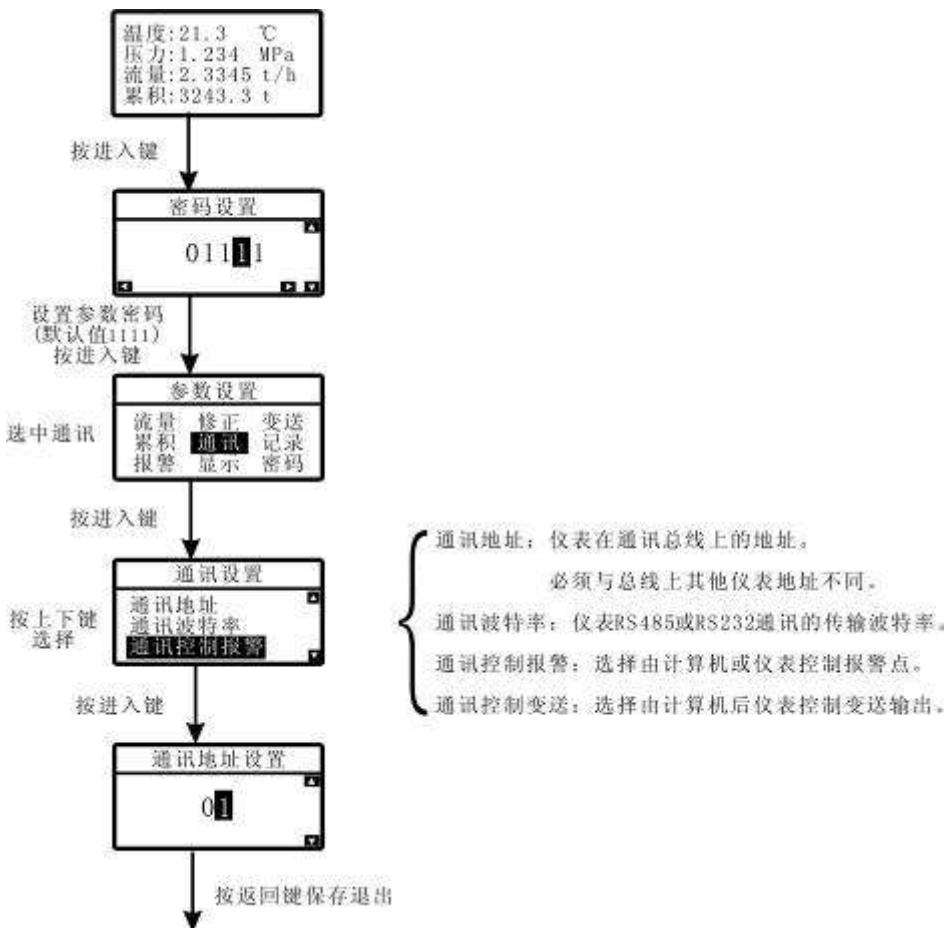 温度:21.3 ℃
压力:1.234 MPa
流量:2.3345 t/h
累积:3243.3 t
按进入键
密码设置
01111
设置参数密码
(默认值1111)
按进入键
参数设置
流量 修正 变送
选中通讯
累积 通讯 记录
报警 显示 密码
按进入键
通讯设置
通讯地址
通讯波特率
通讯控制报警
按上下键
选择
通讯地址：仪表在通讯总线上的地址。
必须与总线上其他仪表地址不同。
通讯波特率：仪表RS485或RS232通讯的传输波特率。
通讯控制报警：选择由计算机或仪表控制报警点。
通讯控制变送：选择由计算机后仪表控制变送输出。
按进入键
通讯地址设置
01
按返回键保存退出